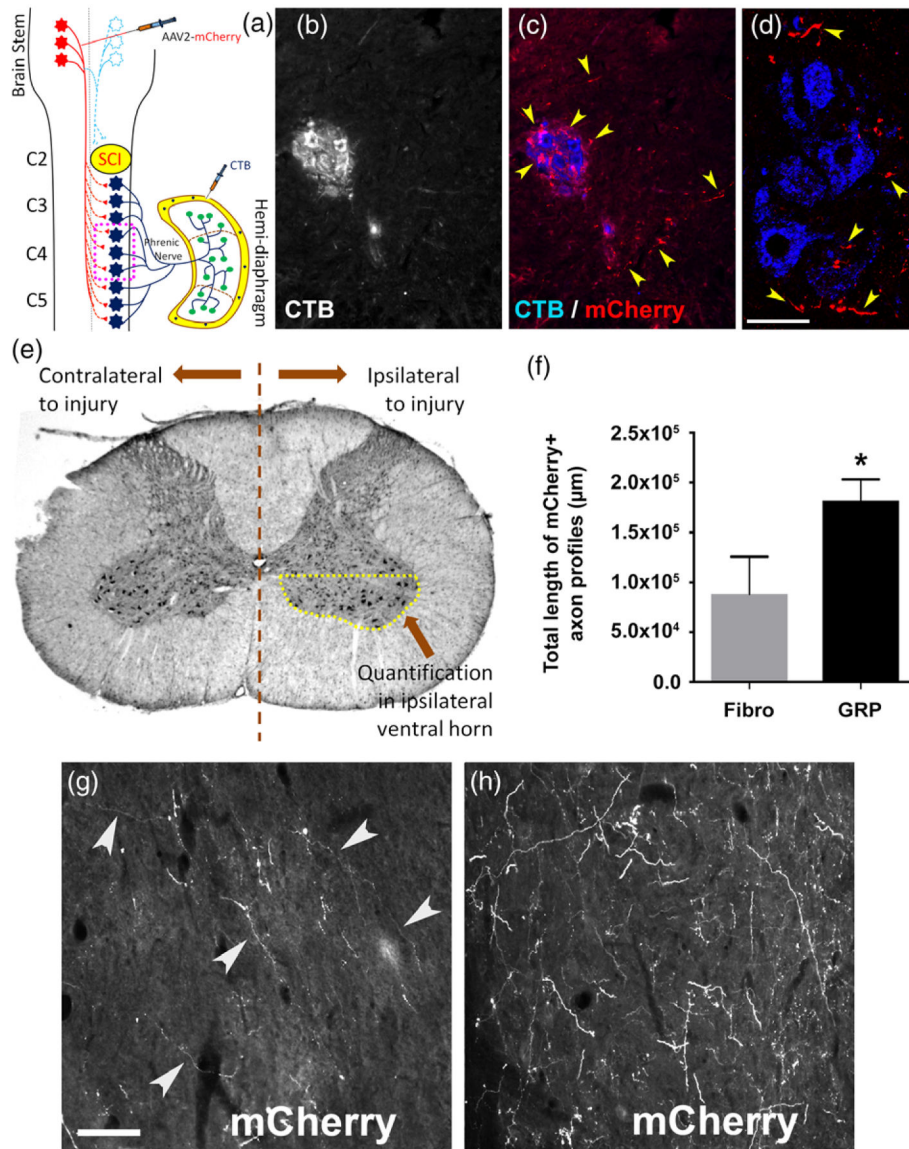 (a)
AAV2-mCherry
Brain Stem
C2
SCI
CTB
C3
C4
Phrenic
Nerve
C5
Hemi-diaphragm
(b)
CTB
(c)
CTB / mCherry
(d)
(e)
Contralateral
to injury
Ipsilateral
to injury
Quantification
in ipsilateral
ventral horn
(f)
Total length of mCherry+
axon profiles (µm)
2.5x10⁵
2.0x10⁵
1.5x10⁵
1.0x10⁵
5.0x10⁴
0.0
*
Fibro
GRP
(g)
mCherry
(h)
mCherry